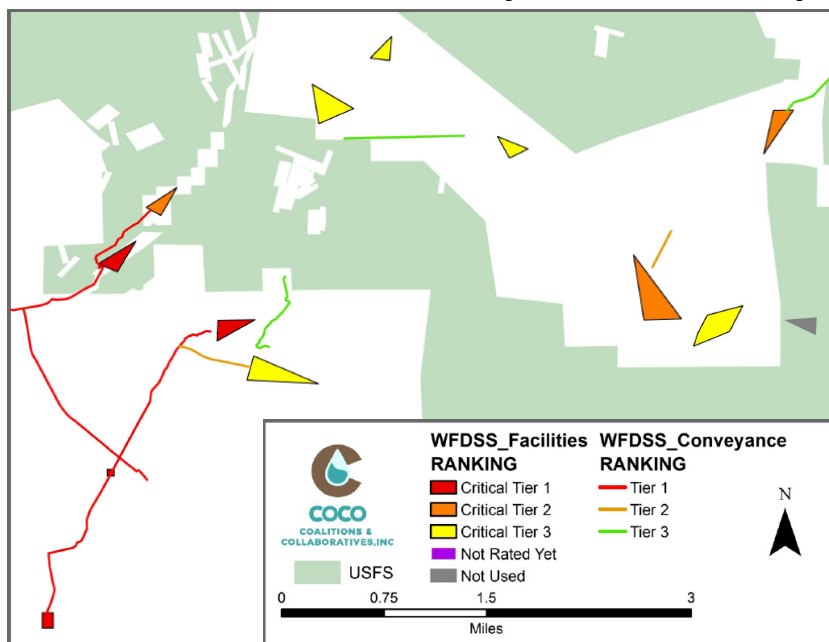 WFDSS_Facilities
RANKING
Critical Tier 1
Critical Tier 2
Critical Tier 3
Not Rated Yet
Not Used
WFDSS_Conveyance
RANKING
Tier 1
Tier 2
Tier 3
N
COCO
COALITIONS &
COLLABORATIVES,INC
USFS
0 0.75 1.5 3
Miles